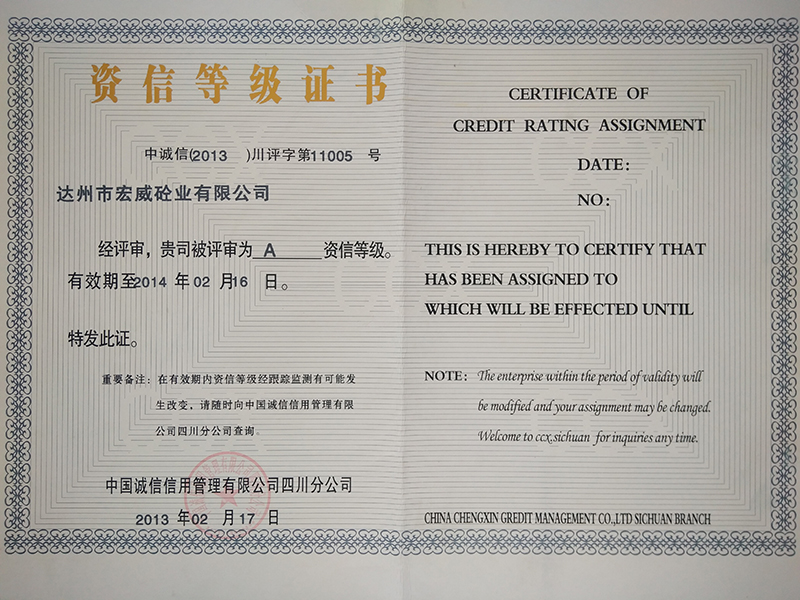 资信等级证书
中诚信(2013 )川评字第11005 号
达州市宏威砼业有限公司
经评审，贵司被评审为 A 资信等级。
有效期至2014 年 02 月16 日。
特发此证。
重要备注：在有效期内资信等级经跟踪监测有可能发
生改变，请随时向中国诚信信用管理有限
公司四川分公司查询。
中国诚信信用管理有限公司四川分公司
2013 年 02 月 17 日
CERTIFICATE OF
CREDIT RATING ASSIGNMENT
DATE:
NO:
THIS IS HEREBY TO CERTIFY THAT
HAS BEEN ASSIGNED TO
WHICH WILL BE EFFECTED UNTIL
NOTE: The enterprise within the period of validity will
be modified and your assignment may be changed.
Welcome to ccx.sichuan for inquiries any time.
CHINA CHENGXIN GREDIT MANAGEMENT CO.,LTD SICHUAN BRANCH